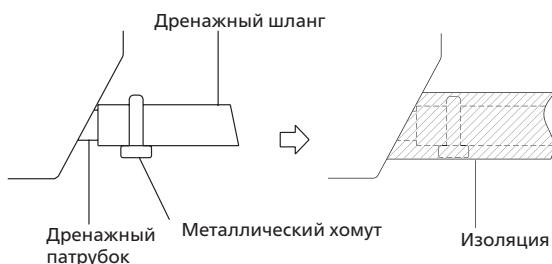 Дренажный шланг
Металлический хомут
Дренажный
патрубок
Изоляция